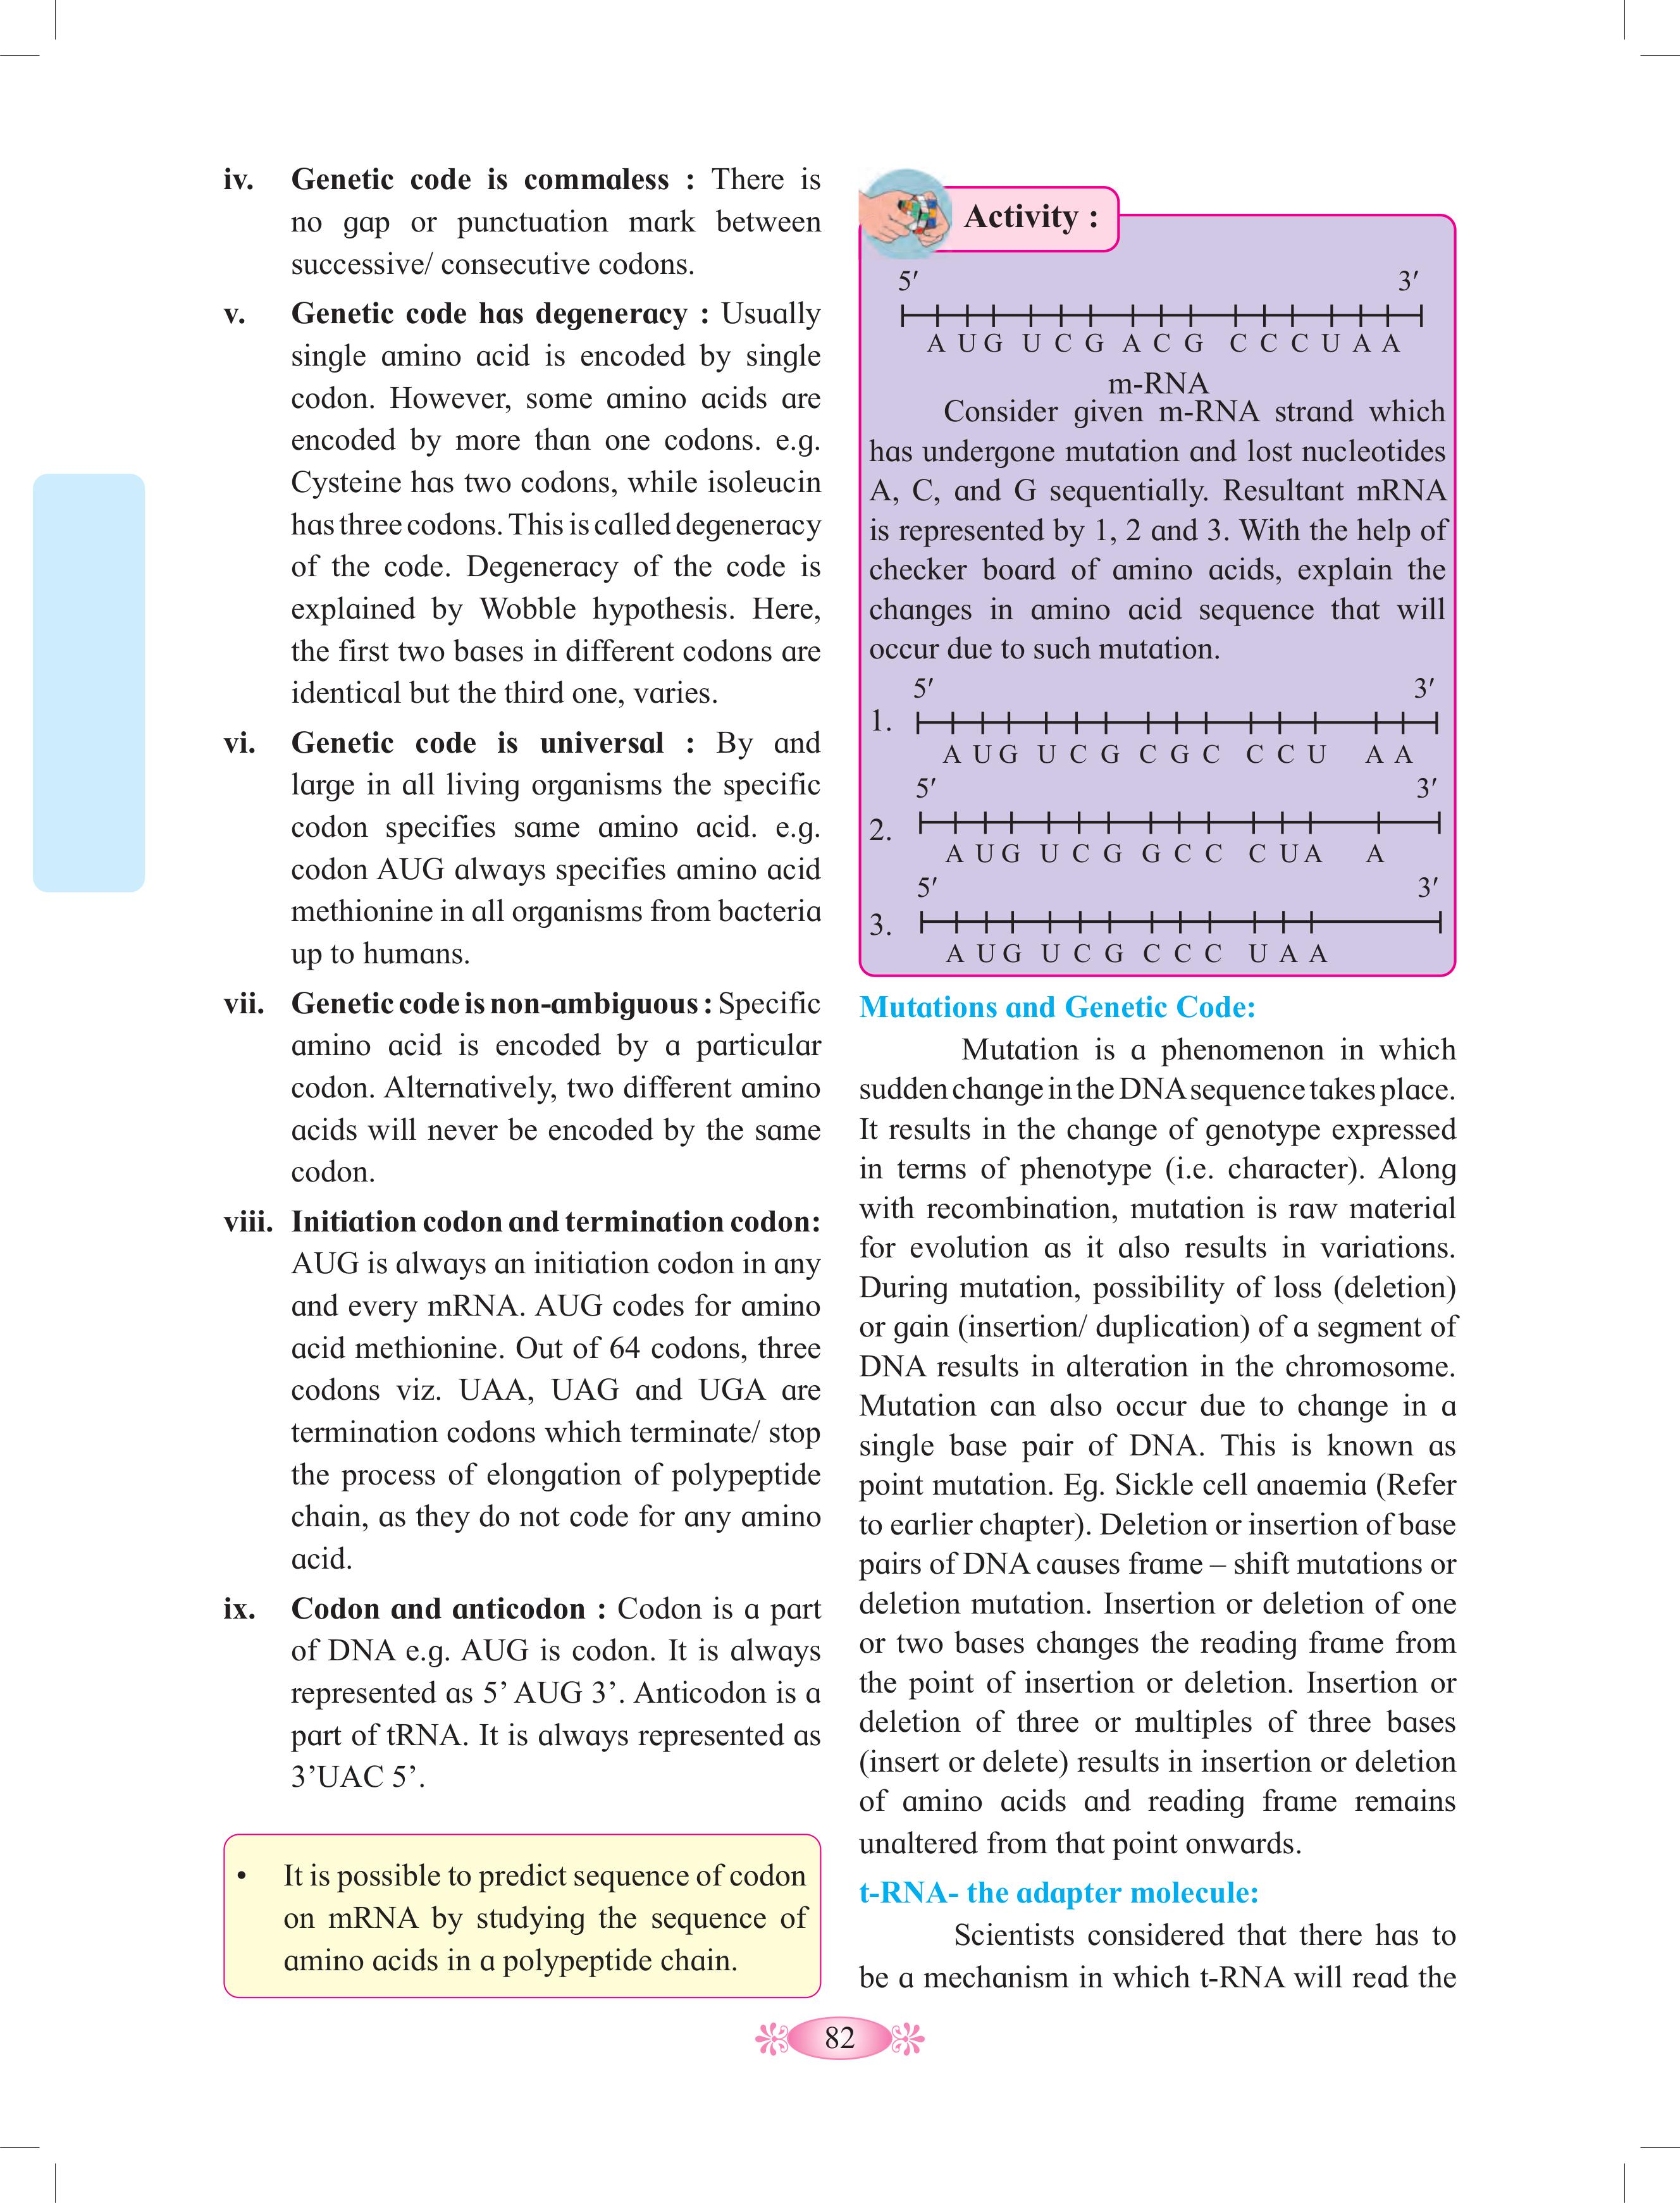 iv. Genetic code is commaless : There is
no gap or punctuation mark between
successive/ consecutive codons.
v. Genetic code has degeneracy : Usually
single amino acid is encoded by single
codon. However, some amino acids are
encoded by more than one codons. e.g.
Cysteine has two codons, while isoleucin
has three codons. This is called degeneracy
of the code. Degeneracy of the code is
explained by Wobble hypothesis. Here,
the first two bases in different codons are
identical but the third one, varies.
vi. Genetic code is universal : By and
large in all living organisms the specific
codon specifies same amino acid. e.g.
codon AUG always specifies amino acid
methionine in all organisms from bacteria
up to humans.
vii. Genetic code is non-ambiguous : Specific
amino acid is encoded by a particular
codon. Alternatively, two different amino
acids will never be encoded by the same
codon.
viii. Initiation codon and termination codon:
AUG is always an initiation codon in any
and every mRNA. AUG codes for amino
acid methionine. Out of 64 codons, three
codons viz. UAA, UAG and UGA are
termination codons which terminate/ stop
the process of elongation of polypeptide
chain, as they do not code for any amino
acid.
ix. Codon and anticodon : Codon is a part
of DNA e.g. AUG is codon. It is always
represented as 5’ AUG 3’. Anticodon is a
part of tRNA. It is always represented as
3’UAC 5’.
• It is possible to predict sequence of codon
on mRNA by studying the sequence of
amino acids in a polypeptide chain.
Activity :
5′ 3′
A U G U C G A C G C C C U A A
m-RNA
Consider given m-RNA strand which
has undergone mutation and lost nucleotides
A, C, and G sequentially. Resultant mRNA
is represented by 1, 2 and 3. With the help of
checker board of amino acids, explain the
changes in amino acid sequence that will
occur due to such mutation.
5′ 3′
1.
A U G U C G C G C C C U A A
5′ 3′
2.
A U G U C G G C C C U A A
5′ 3′
3.
A U G U C G C C C U A A
Mutations and Genetic Code:
Mutation is a phenomenon in which
sudden change in the DNA sequence takes place.
It results in the change of genotype expressed
in terms of phenotype (i.e. character). Along
with recombination, mutation is raw material
for evolution as it also results in variations.
During mutation, possibility of loss (deletion)
or gain (insertion/ duplication) of a segment of
DNA results in alteration in the chromosome.
Mutation can also occur due to change in a
single base pair of DNA. This is known as
point mutation. Eg. Sickle cell anaemia (Refer
to earlier chapter). Deletion or insertion of base
pairs of DNA causes frame – shift mutations or
deletion mutation. Insertion or deletion of one
or two bases changes the reading frame from
the point of insertion or deletion. Insertion or
deletion of three or multiples of three bases
(insert or delete) results in insertion or deletion
of amino acids and reading frame remains
unaltered from that point onwards.
t-RNA- the adapter molecule:
Scientists considered that there has to
be a mechanism in which t-RNA will read the
82